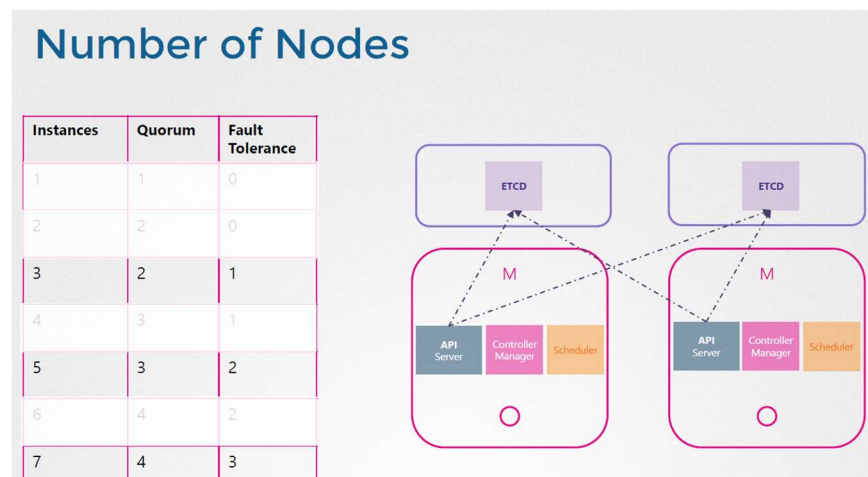 Number of Nodes
Instances Quorum Fault Tolerance
1 1 0
2 2 0
3 2 1
4 3 1
5 3 2
6 4 2
7 4 3
ETCD ETCD
M M
API Server Controller Manager Scheduler API Server Controller Manager Scheduler